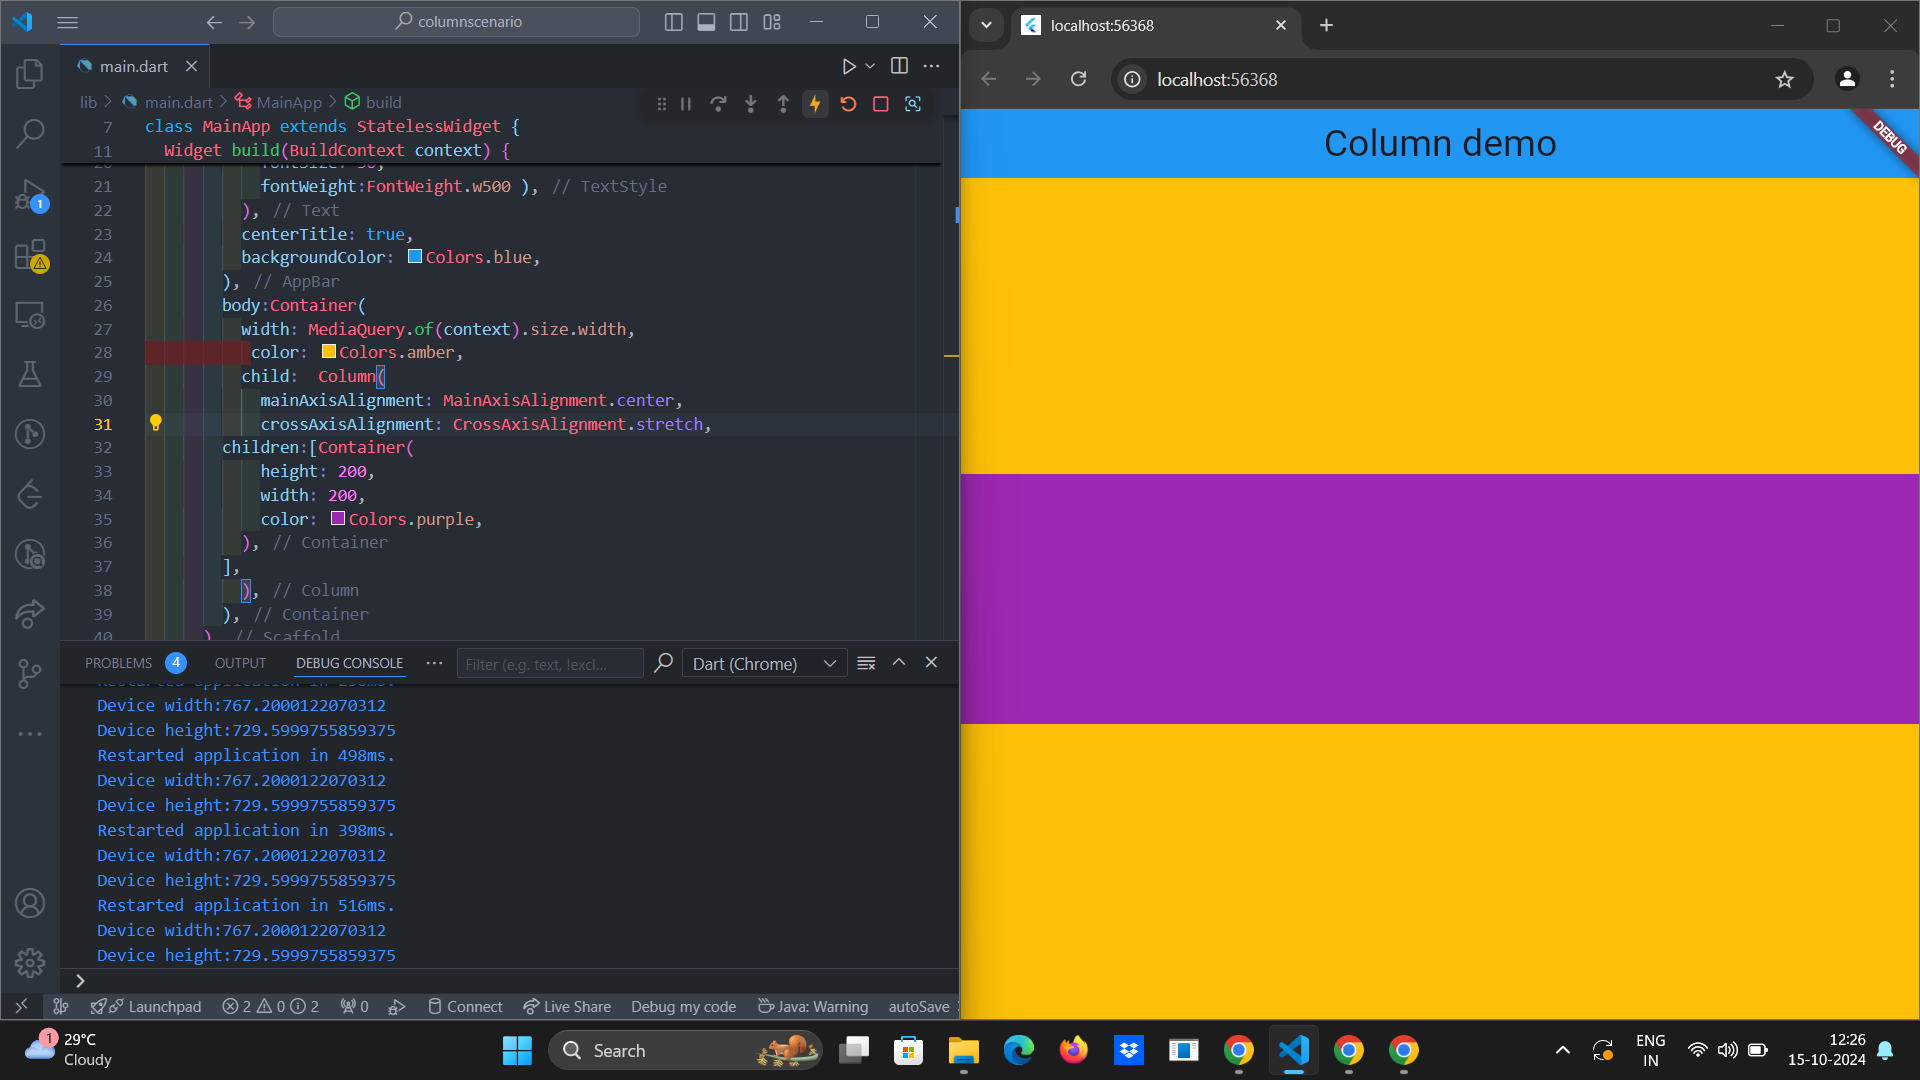 columnscenario
main.dart
lib > main.dart > MainApp > build
7 class MainApp extends StatelessWidget {
11 Widget build(BuildContext context) {
21 fontWeight:FontWeight.w500 ), // TextStyle
22 ), // Text
23 centerTitle: true,
24 backgroundColor: Colors.blue,
25 ), // AppBar
26 body:Container(
27 width: MediaQuery.of(context).size.width,
28 color: Colors.amber,
29 child: Column(
30 mainAxisAlignment: MainAxisAlignment.center,
31 crossAxisAlignment: CrossAxisAlignment.stretch,
32 children:[Container(
33 height: 200,
34 width: 200,
35 color: Colors.purple,
36 ), // Container
37 ],
38 ), // Column
39 ), // Container
40 ) // Scaffold
1
PROBLEMS 4 OUTPUT DEBUG CONSOLE ... Filter (e.g. text, !excl... Dart (Chrome)
Device width:767.2000122070312
Device height:729.5999755859375
Restarted application in 498ms.
Device width:767.2000122070312
Device height:729.5999755859375
Restarted application in 398ms.
Device width:767.2000122070312
Device height:729.5999755859375
Restarted application in 516ms.
Device width:767.2000122070312
Device height:729.5999755859375
>
Launchpad 2 0 2 0 Connect Live Share Debug my code Java: Warning autoSave
localhost:56368
localhost:56368
Column demo
DEBUG
1
29°C
Cloudy
Search
ENG
IN
12:26
15-10-2024